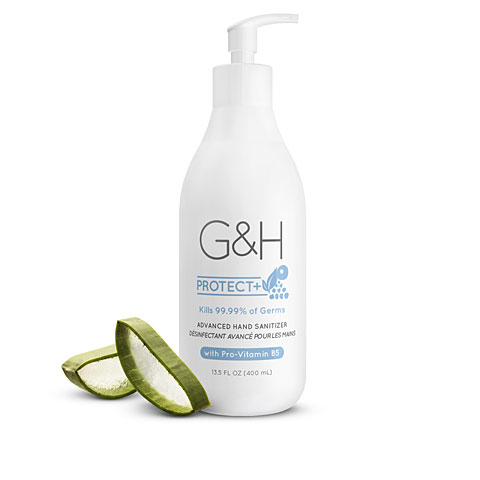 G&H
PROTECT+
Kills 99.99% of Germs
ADVANCED HAND SANITIZER
DÉSINFECTANT AVANCÉ POUR LES MAINS
with Pro-Vitamin B5
13.5 FL OZ (400 mL)